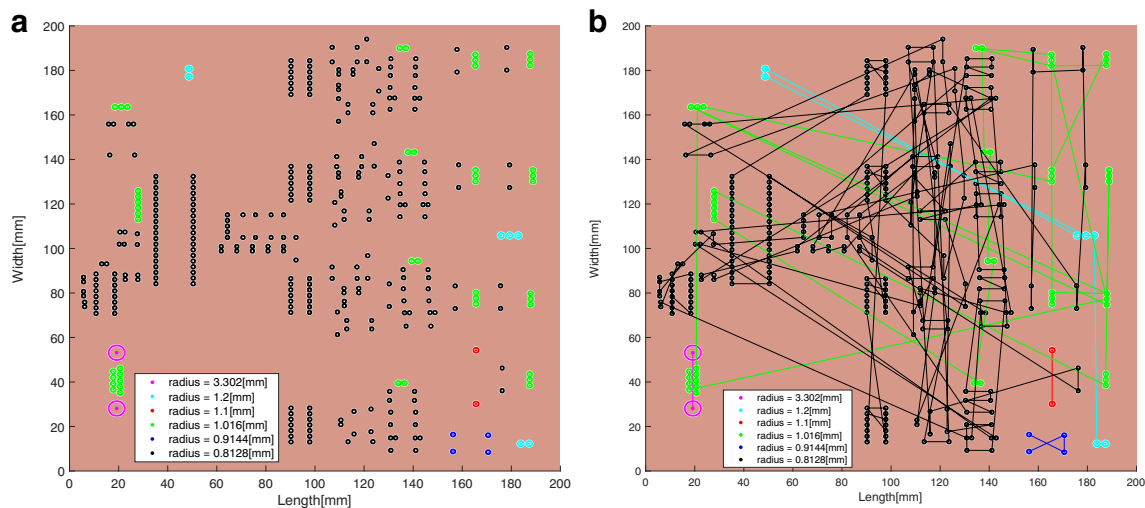 a
200
180
160
140
120
100
80
60
40
20
0
Width[mm]
0 20 40 60 80 100 120 140 160 180 200
Length[mm]
radius = 3.302[mm]
radius = 1.2[mm]
radius = 1.1[mm]
radius = 1.016[mm]
radius = 0.9144[mm]
radius = 0.8128[mm]
b
200
180
160
140
120
100
80
60
40
20
0
Width[mm]
0 20 40 60 80 100 120 140 160 180 200
Length[mm]
radius = 3.302[mm]
radius = 1.2[mm]
radius = 1.1[mm]
radius = 1.016[mm]
radius = 0.9144[mm]
radius = 0.8128[mm]